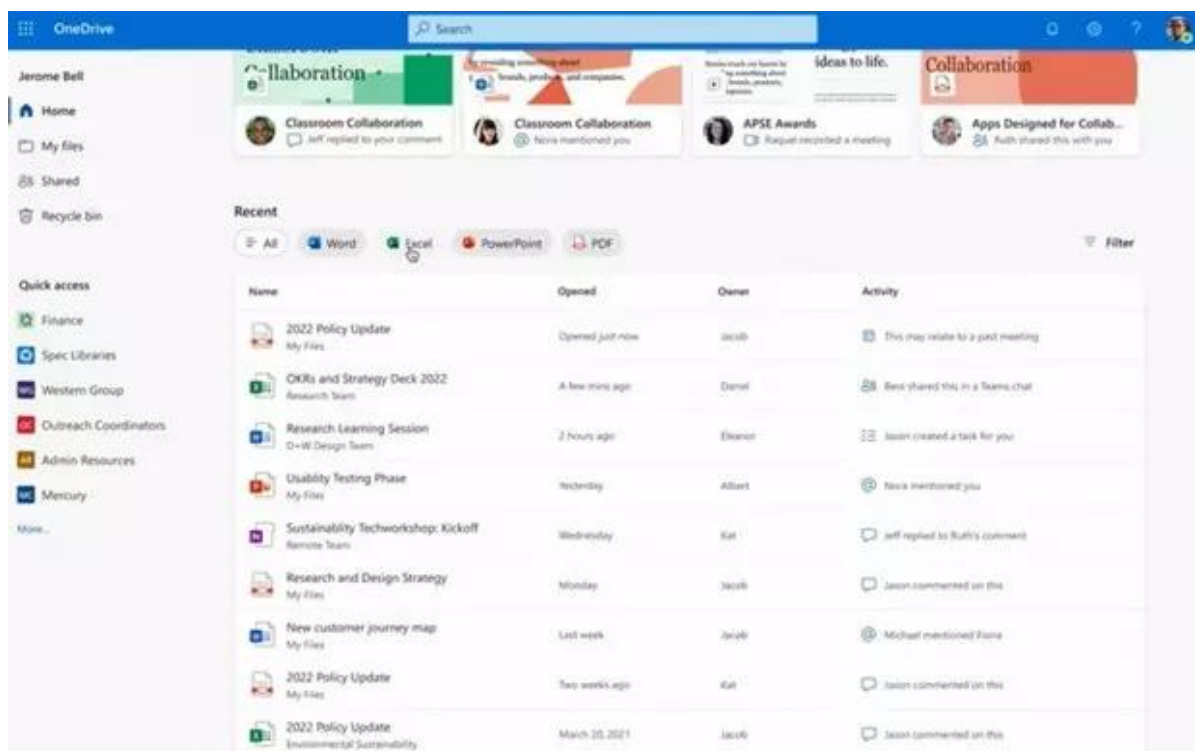 OneDrive
Search
Jerome Bell
Home
My files
Shared
Recycle bin
Quick access
Finance
Spec Libraries
Western Group
Outreach Coordinators
Admin Resources
Mercury
More...
Collaboration
brands, products, and companies.
ideas to life.
Collaboration
Classroom Collaboration
Jeff replied to your comment
Classroom Collaboration
Nora mentioned you
APSE Awards
Raquel recorded a meeting
Apps Designed for Collab...
Ruth shared this with you
Recent
All Word Excel PowerPoint PDF Filter
Name Opened Owner Activity
2022 Policy Update Opened just now Jacob This may relate to a past meeting
My Files
OKRs and Strategy Deck 2022 A few mins ago Darrel Best shared this in a Teams chat
Research Team
Research Learning Session 2 hours ago Eleanor Jason created a task for you
D+W Design Team
Usablity Testing Phase Yesterday Albert Nora mentioned you
My Files
Sustainablity Techworkshop: Kickoff Wednesday Kat Jeff replied to Ruth's comment
Remote Team
Research and Design Strategy Monday Jacob Jason commented on this
My Files
New customer journey map Last week Jacob Michael mentioned
My Files
2022 Policy Update Two weeks ago Kat Jason commented on this
My Files
2022 Policy Update March 20, 2021 Jacob Jason commented on this
Environmental Sustainability